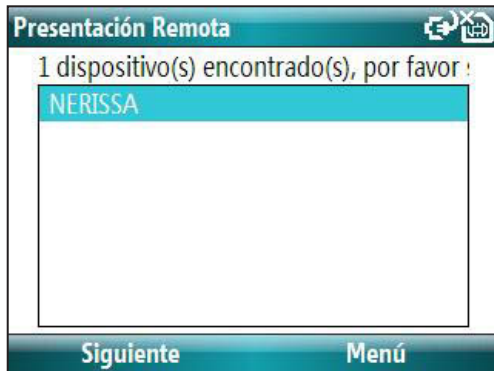 Presentación Remota
1 dispositivo(s) encontrado(s), por favor
NERISSA
Siguiente Menú